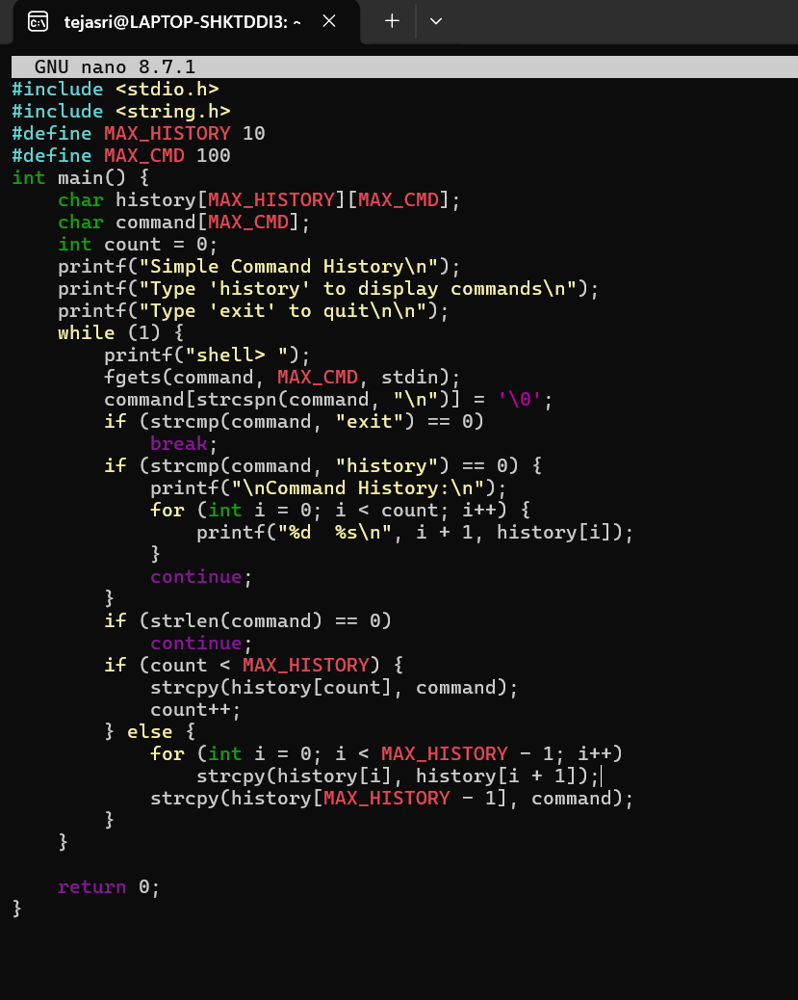 tejasri@LAPTOP-SHKTDDI3: ~
GNU nano 8.7.1
#include <stdio.h>
#include <string.h>
#define MAX_HISTORY 10
#define MAX_CMD 100
int main() {
    char history[MAX_HISTORY][MAX_CMD];
    char command[MAX_CMD];
    int count = 0;
    printf("Simple Command History\n");
    printf("Type 'history' to display commands\n");
    printf("Type 'exit' to quit\n\n");
    while (1) {
        printf("shell> ");
        fgets(command, MAX_CMD, stdin);
        command[strcspn(command, "\n")] = '\0';
        if (strcmp(command, "exit") == 0)
            break;
        if (strcmp(command, "history") == 0) {
            printf("\nCommand History:\n");
            for (int i = 0; i < count; i++) {
                printf("%d  %s\n", i + 1, history[i]);
            }
            continue;
        }
        if (strlen(command) == 0)
            continue;
        if (count < MAX_HISTORY) {
            strcpy(history[count], command);
            count++;
        } else {
            for (int i = 0; i < MAX_HISTORY - 1; i++)
                strcpy(history[i], history[i + 1]);
            strcpy(history[MAX_HISTORY - 1], command);
        }
    }

    return 0;
}